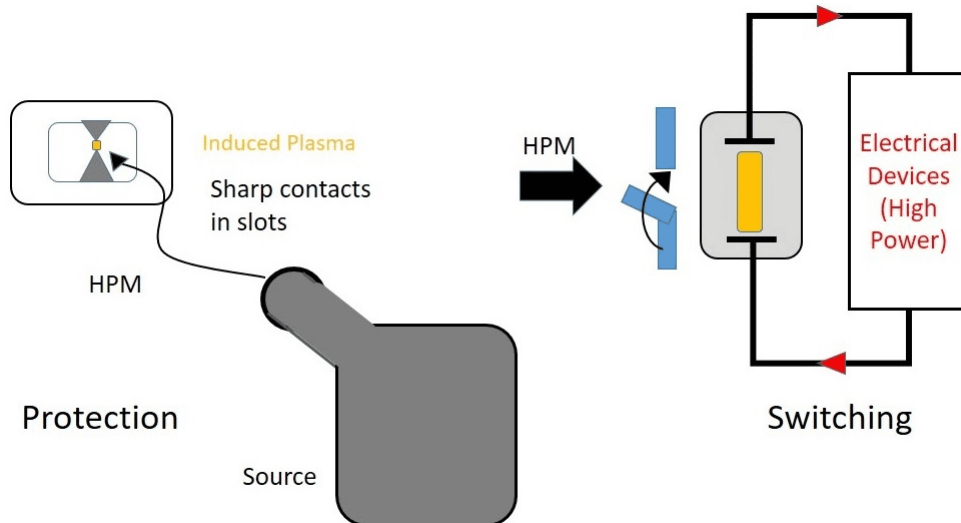 Induced Plasma
Sharp contacts
in slots
HPM
Protection
Source
HPM
Electrical
Devices
(High
Power)
Switching